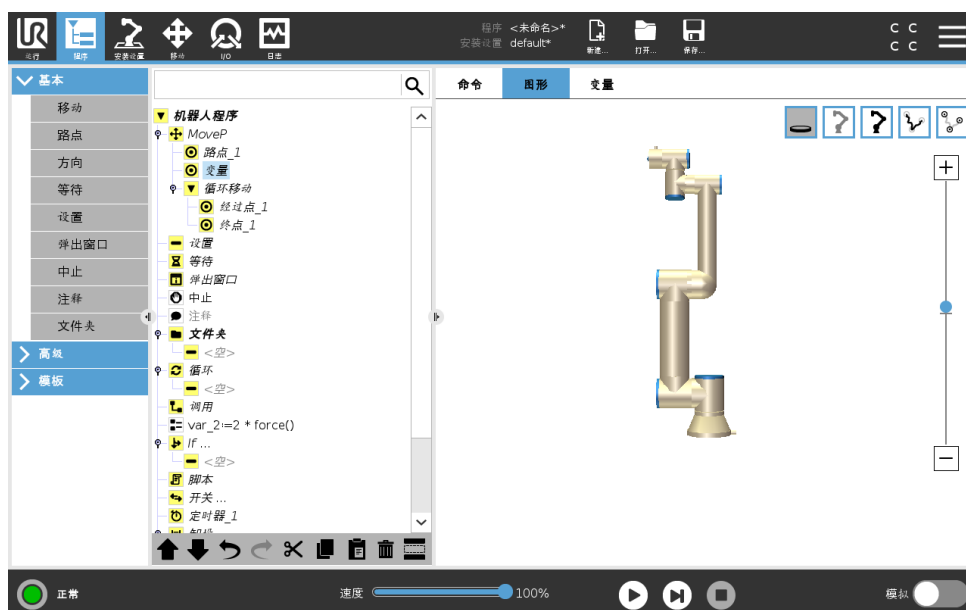 程序 <未命名>*
安装设置 default*
运行 程序 安装设置 移动 I/O 日志
新建... 打开... 保存...
C C
C C
基本
移动
路点
方向
等待
设置
弹出窗口
中止
注释
文件夹
高级
模板
机器人程序
MoveP
路点_1
变量
循环移动
经过点_1
终点_1
设置
等待
弹出窗口
中止
注释
文件夹
<空>
循环
<空>
调用
var_2:=2 * force()
If ...
<空>
脚本
开关 ...
定时器_1
命令 图形 变量
正常
速度 100%
模拟